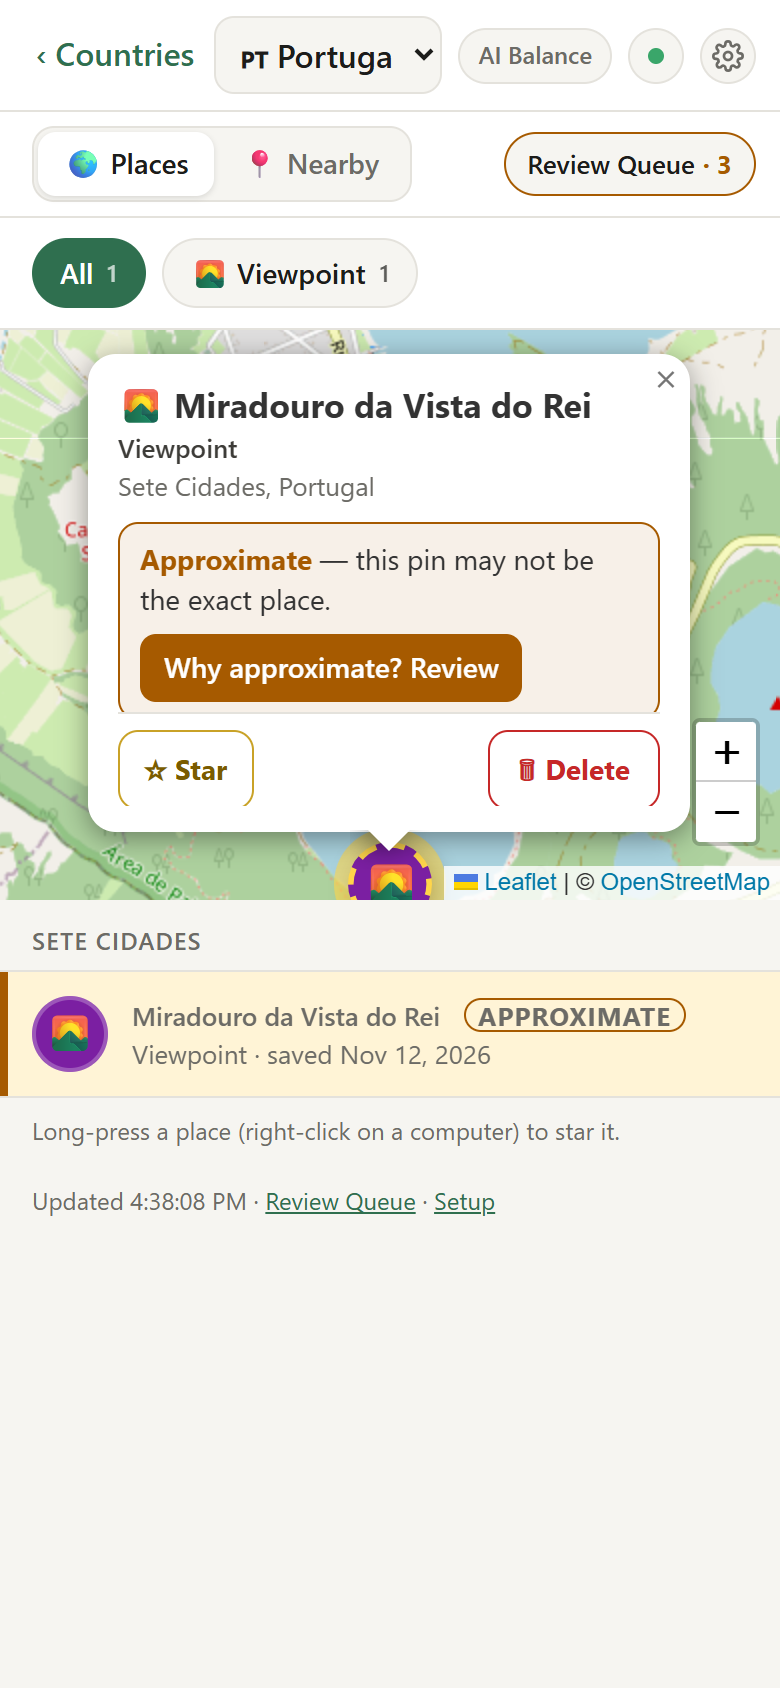 ‹ Countries
PT Portuga
AI Balance
Places
Nearby
Review Queue · 3
All 1
Viewpoint 1
Miradouro da Vista do Rei
Viewpoint
Sete Cidades, Portugal
Approximate — this pin may not be
the exact place.
Why approximate? Review
☆ Star
Delete
+
−
Área de P
Leaflet | © OpenStreetMap
SETE CIDADES
Miradouro da Vista do Rei APPROXIMATE
Viewpoint · saved Nov 12, 2026
Long-press a place (right-click on a computer) to star it.
Updated 4:38:08 PM · Review Queue · Setup